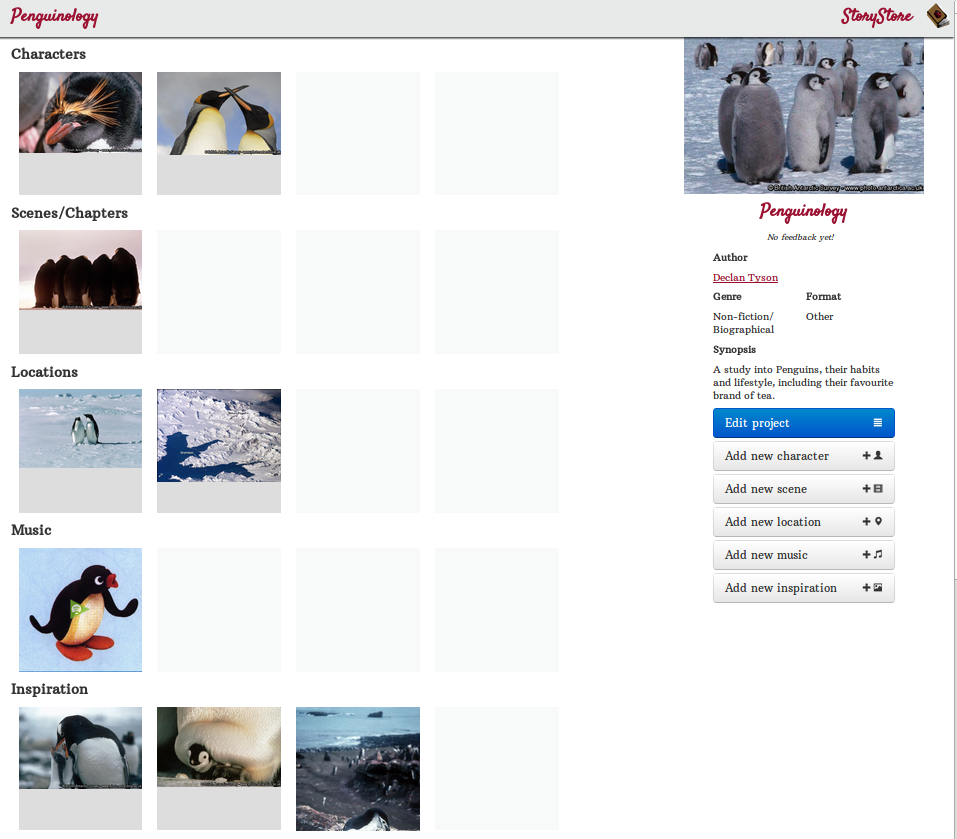 Penguinology
StoryStore
Characters
Scenes/Chapters
Locations
Music
Inspiration
© British Antarctic Survey - www.photo.antarctica.ac.uk
Penguinology
No feedback yet!
Author
Declan Tyson
Genre Format
Non-fiction/ Other
Biographical
Synopsis
A study into Penguins, their habits
and lifestyle, including their favourite
brand of tea.
Edit project
Add new character
Add new scene
Add new location
Add new music
Add new inspiration